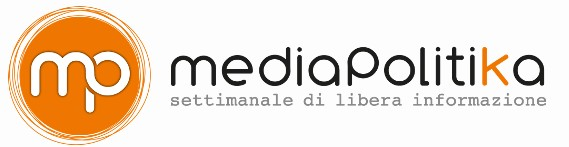 mp
mediaPolitika
settimanale di libera informazione